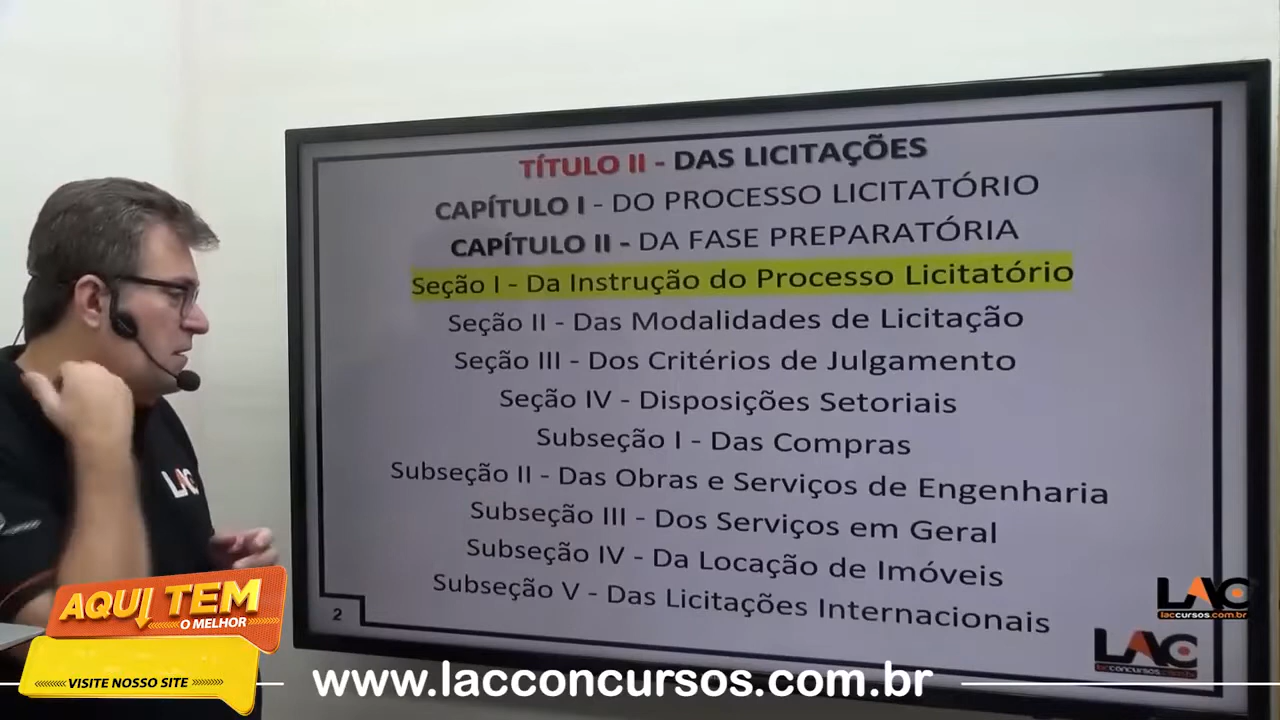 TÍTULO II - DAS LICITAÇÕES
CAPÍTULO I - DO PROCESSO LICITATÓRIO
CAPÍTULO II - DA FASE PREPARATÓRIA
Seção I - Da Instrução do Processo Licitatório
Seção II - Das Modalidades de Licitação
Seção III - Dos Critérios de Julgamento
Seção IV - Disposições Setoriais
Subseção I - Das Compras
Subseção II - Das Obras e Serviços de Engenharia
Subseção III - Dos Serviços em Geral
Subseção IV - Da Locação de Imóveis
Subseção V - Das Licitações Internacionais
2
LAC
laccursos.com.br
LAC
lacconcursos.com.br
LAC
AQUI TEM
O MELHOR
VISITE NOSSO SITE
www.lacconcursos.com.br